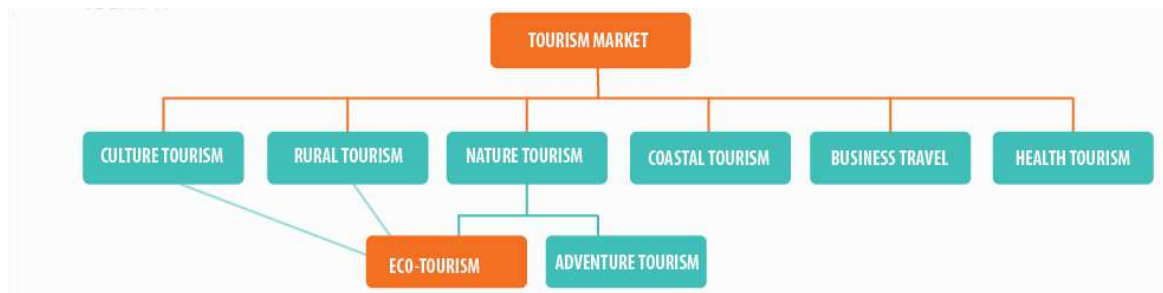 TOURISM MARKET
CULTURE TOURISM
RURAL TOURISM
NATURE TOURISM
COASTAL TOURISM
BUSINESS TRAVEL
HEALTH TOURISM
ECO-TOURISM
ADVENTURE TOURISM